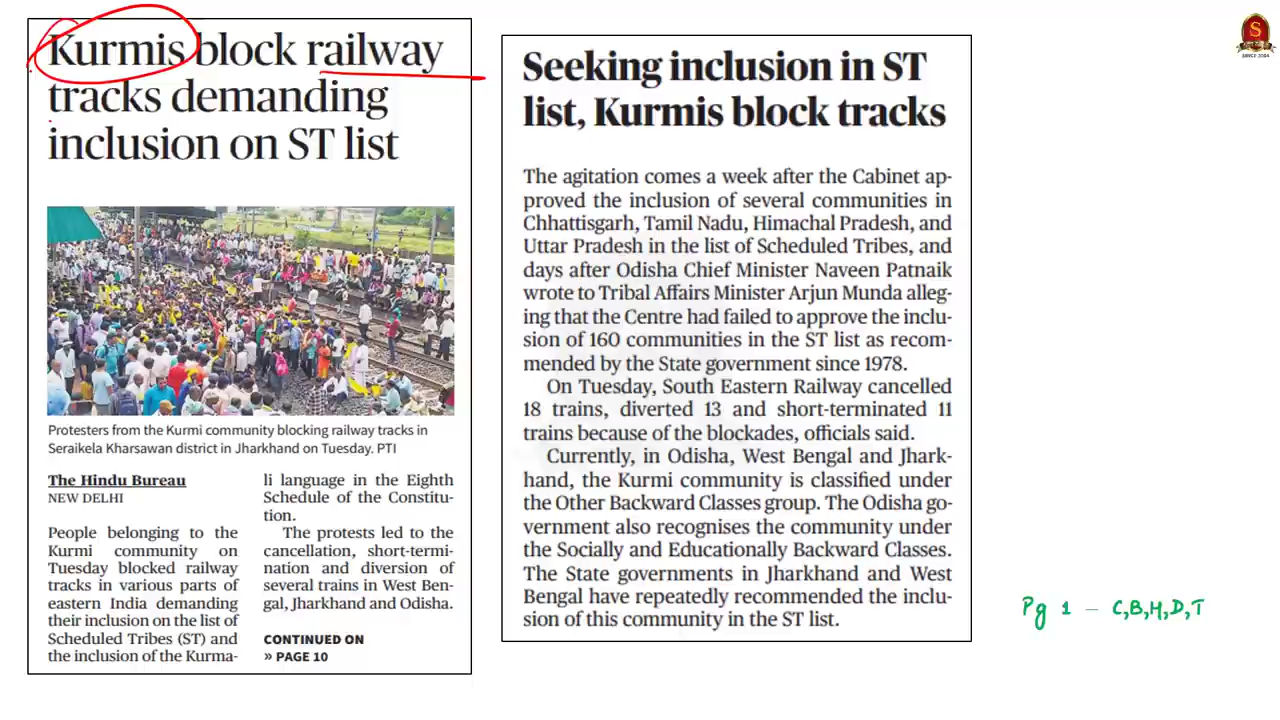 Kurmis block railway
tracks demanding
inclusion on ST list
Protesters from the Kurmi community blocking railway tracks in
Seraikela Kharsawan district in Jharkhand on Tuesday. PTI
The Hindu Bureau
NEW DELHI
People belonging to the
Kurmi community on
Tuesday blocked railway
tracks in various parts of
eastern India demanding
their inclusion on the list of
Scheduled Tribes (ST) and
the inclusion of the Kurma-
li language in the Eighth
Schedule of the Constitu-
tion.
The protests led to the
cancellation, short-termi-
nation and diversion of
several trains in West Ben-
gal, Jharkhand and Odisha.
CONTINUED ON
» PAGE 10
Seeking inclusion in ST
list, Kurmis block tracks
The agitation comes a week after the Cabinet ap-
proved the inclusion of several communities in
Chhattisgarh, Tamil Nadu, Himachal Pradesh, and
Uttar Pradesh in the list of Scheduled Tribes, and
days after Odisha Chief Minister Naveen Patnaik
wrote to Tribal Affairs Minister Arjun Munda alleg-
ing that the Centre had failed to approve the inclu-
sion of 160 communities in the ST list as recom-
mended by the State government since 1978.
On Tuesday, South Eastern Railway cancelled
18 trains, diverted 13 and short-terminated 11
trains because of the blockades, officials said.
Currently, in Odisha, West Bengal and Jhark-
hand, the Kurmi community is classified under
the Other Backward Classes group. The Odisha go-
vernment also recognises the community under
the Socially and Educationally Backward Classes.
The State governments in Jharkhand and West
Bengal have repeatedly recommended the inclu-
sion of this community in the ST list.
S
SINCE 2004
Pg 1 – C,B,H,D,T